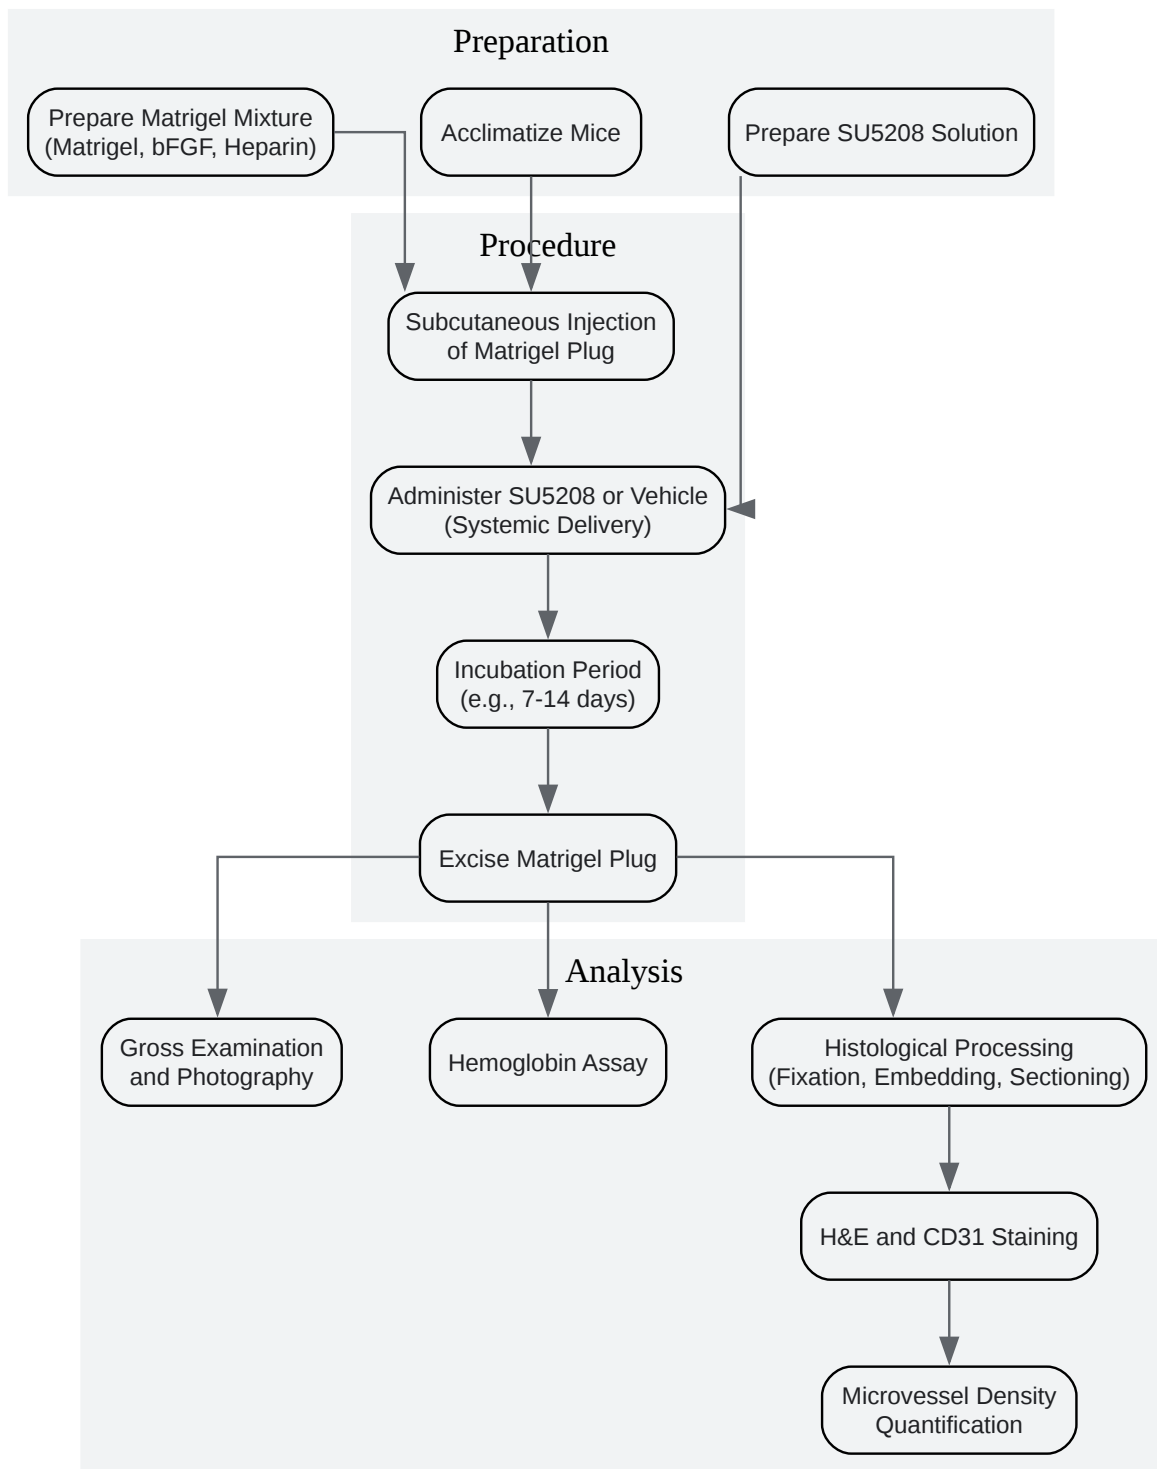 Preparation
Prepare Matrigel Mixture
(Matrigel, bFGF, Heparin)
Acclimatize Mice
Prepare SU5208 Solution
Procedure
Subcutaneous Injection
of Matrigel Plug
Administer SU5208 or Vehicle
(Systemic Delivery)
Incubation Period
(e.g., 7-14 days)
Excise Matrigel Plug
Analysis
Gross Examination
and Photography
Hemoglobin Assay
Histological Processing
(Fixation, Embedding, Sectioning)
H&E and CD31 Staining
Microvessel Density
Quantification